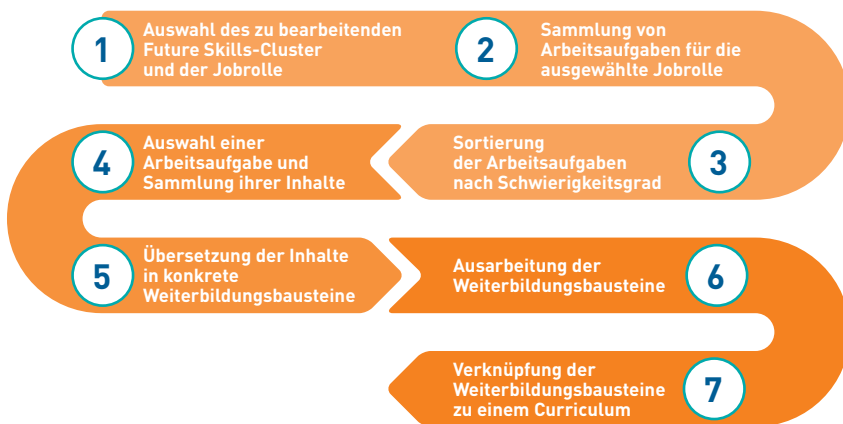 1
Auswahl des zu bearbeitenden
Future Skills-Cluster
und der Jobrolle
2
Sammlung von
Arbeitsaufgaben für die
ausgewählte Jobrolle
3
Sortierung
der Arbeitsaufgaben
nach Schwierigkeitsgrad
4
Auswahl einer
Arbeitsaufgabe und
Sammlung ihrer Inhalte
5
Übersetzung der Inhalte
in konkrete
Weiterbildungsbausteine
6
Ausarbeitung der
Weiterbildungsbausteine
7
Verknüpfung der
Weiterbildungsbausteine
zu einem Curriculum